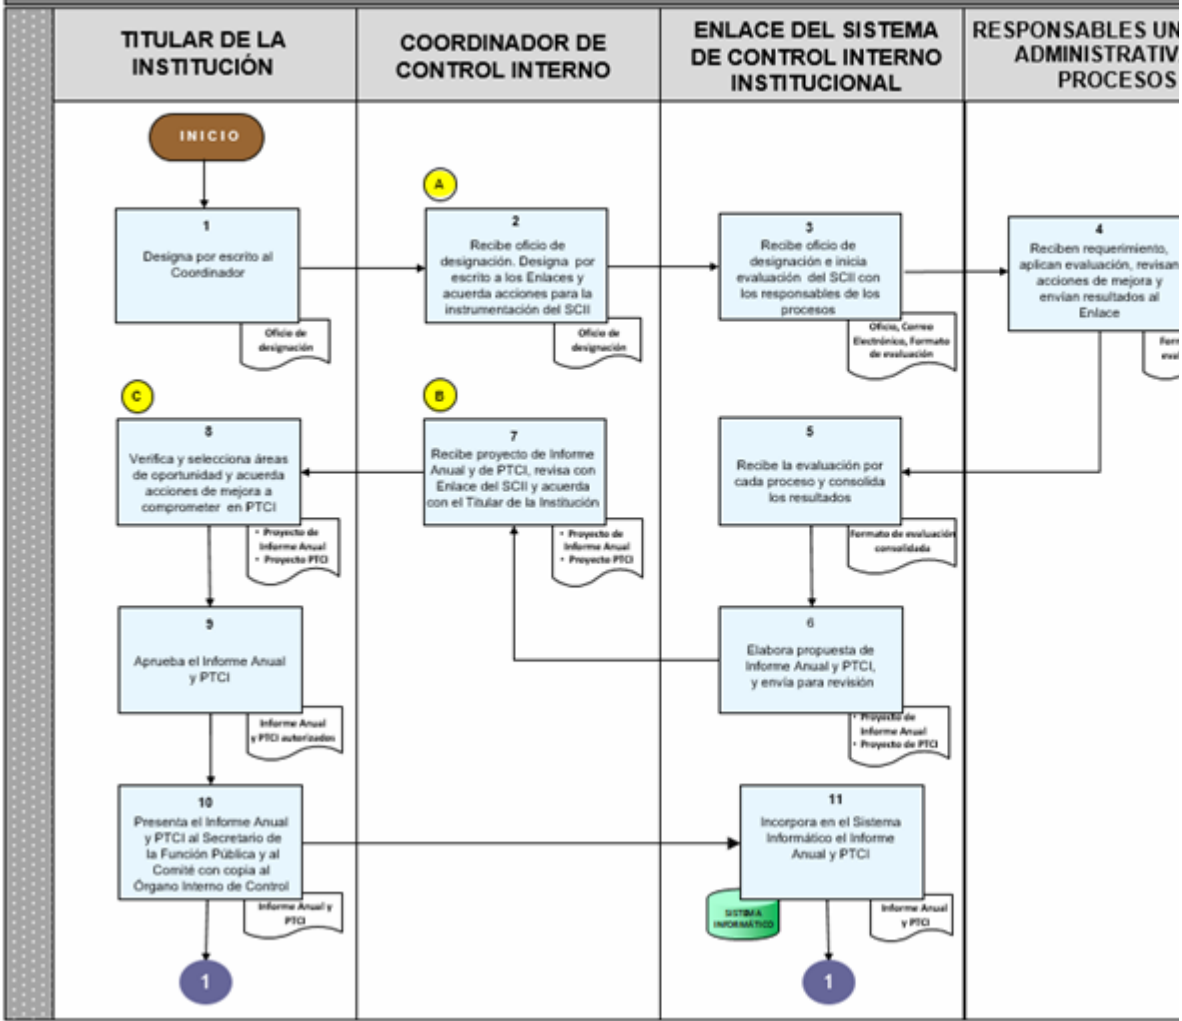 TITULAR DE LA
INSTITUCIÓN
COORDINADOR DE
CONTROL INTERNO
ENLACE DEL SISTEMA
DE CONTROL INTERNO
INSTITUCIONAL
RESPONSABLES UN
ADMINISTRATIV
PROCESOS
INICIO
A
1
Designa por escrito al
Coordinador
Oficio de
designación
2
Recibe oficio de
designación. Designa por
escrito a los Enlaces y
acuerda acciones para la
instrumentación del SCII
Oficio de
designación
3
Recibe oficio de
designación e inicia
evaluación del SCII con
los responsables de los
procesos
Oficio, Correo
Electrónico, Formato
de evaluación
4
Reciben requerimiento,
aplican evaluación, revisan
acciones de mejora y
envían resultados al
Enlace
C
8
Verifica y selecciona áreas
de oportunidad y acuerda
acciones de mejora a
comprometer en PTCI
• Proyecto de
Informe Anual
• Proyecto PTCI
B
7
Recibe proyecto de Informe
Anual y de PTCI, revisa con
Enlace del SCII y acuerda
con el Titular de la Institución
• Proyecto de
Informe Anual
• Proyecto PTCI
5
Recibe la evaluación por
cada proceso y consolida
los resultados
Formato de evaluación
consolidada
9
Aprueba el Informe Anual
y PTCI
Informe Anual
y PTCI autorizados
6
Elabora propuesta de
Informe Anual y PTCI,
y envía para revisión
• Proyecto de
Informe Anual
• Proyecto de PTCI
10
Presenta el Informe Anual
y PTCI al Secretario de
la Función Pública y al
Comité con copia al
Órgano Interno de Control
Informe Anual y
PTCI
11
Incorpora en el Sistema
Informático el Informe
Anual y PTCI
SISTEMA
INFORMÁTICO
Informe Anual
y PTCI
1
1